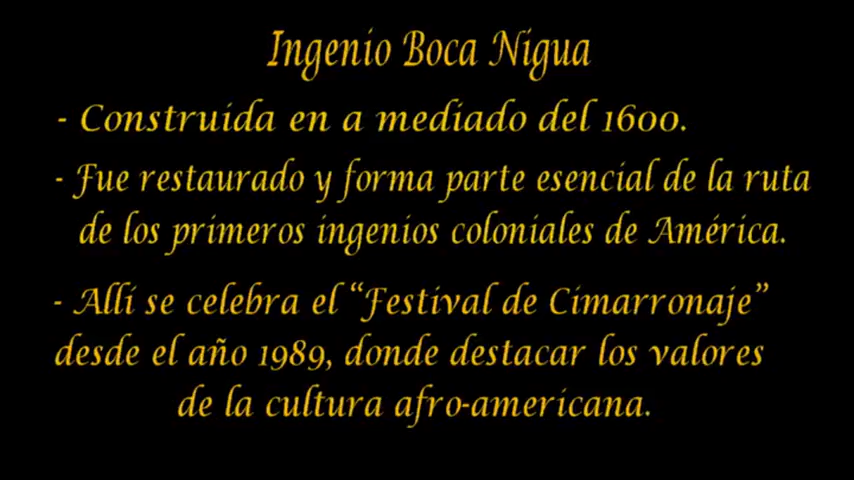 Ingenio Boca Nigua
- Construida en a mediado del 1600.
- Fue restaurado y forma parte esencial de la ruta
de los primeros ingenios coloniales de América.
- Allí se celebra el “Festival de Cimarronaje”
desde el año 1989, donde destacar los valores
de la cultura afro-americana.